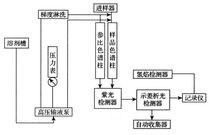 进样器
梯度淋洗
溶剂槽
压力表
参比色谱柱
样品色谱柱
高压输液泵
紫光检测器
氢焰检测器
示差折光检测器
记录仪
自动收集器